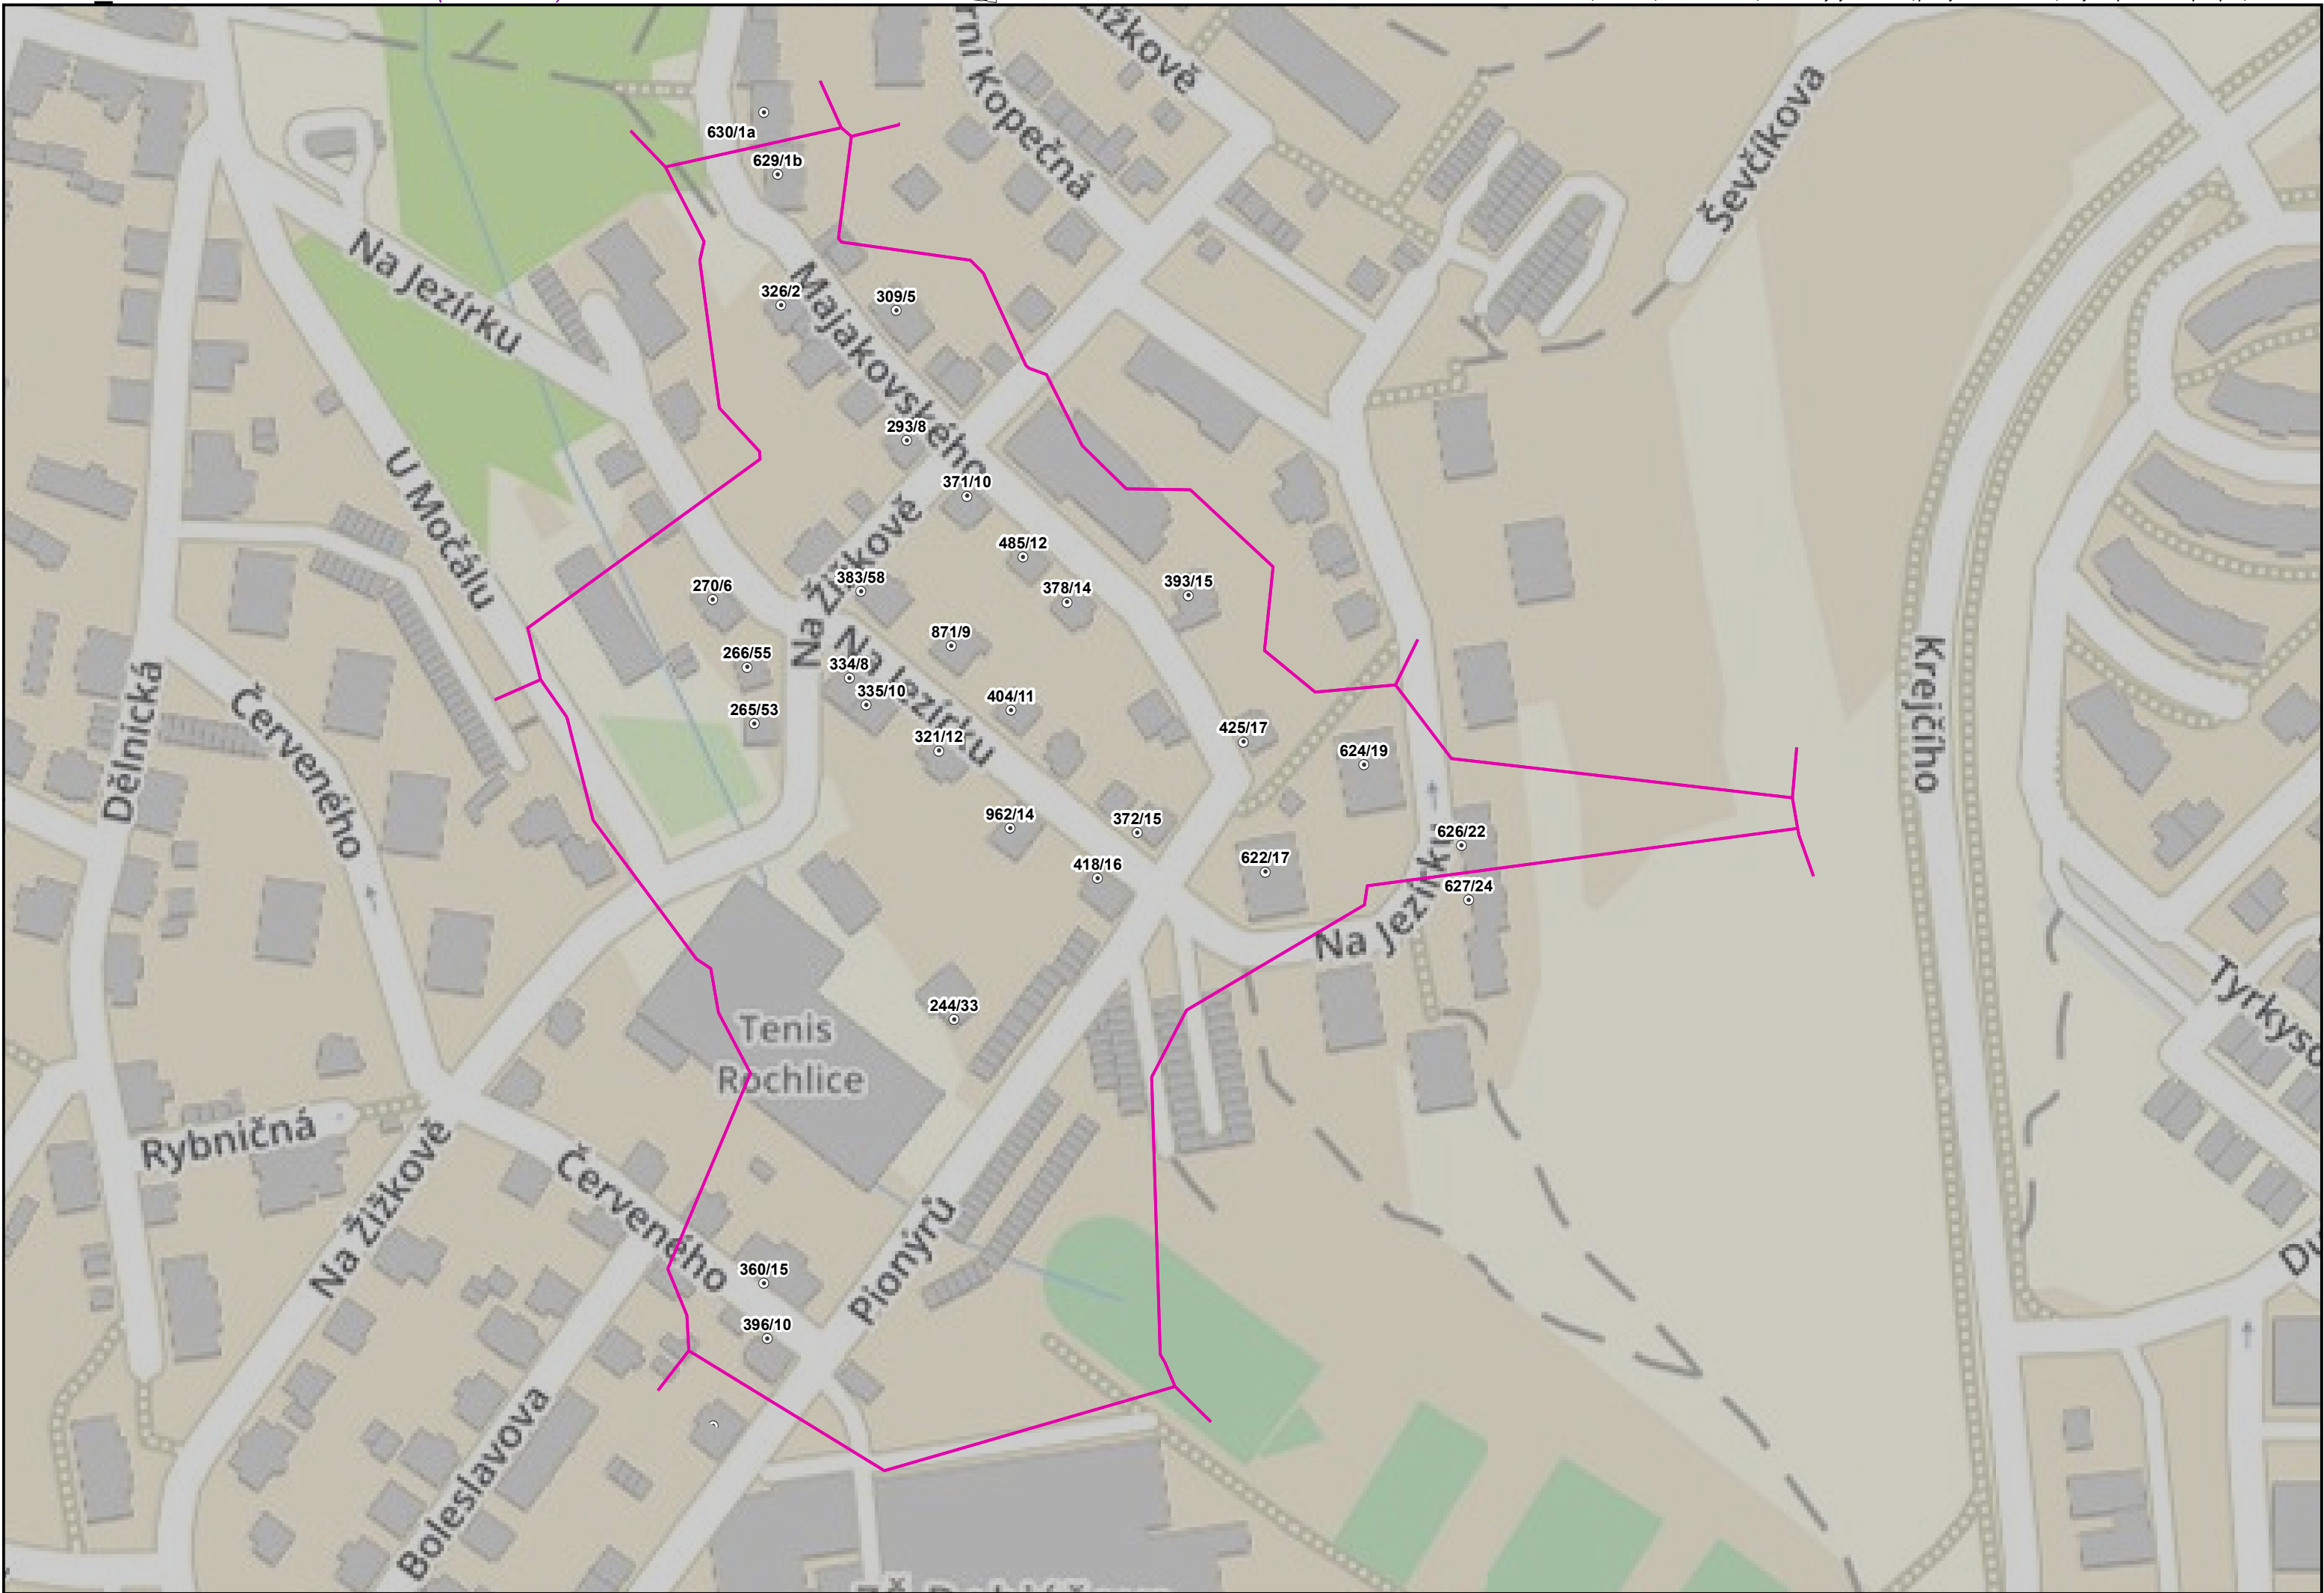 Žižkově
rní Kopečná
Ševčíkova
630/1a
629/1b
Na Jezírku
326/2
309/5
Majakovského
293/8
U Močálu
371/10
Na Žižkově
485/12
383/58
270/6
378/14
393/15
871/9
Na Jezírku
266/55
334/8
335/10
404/11
265/53
321/12
425/17
624/19
Krejčího
Dělnická
Červeného
962/14
372/15
626/22
418/16
622/17
627/24
Na Jezírku
244/33
Tenis
Rochlice
Tyrkyso
Rybničná
Na Žižkově
Červeného
Pionýrů
360/15
396/10
Boleslavova